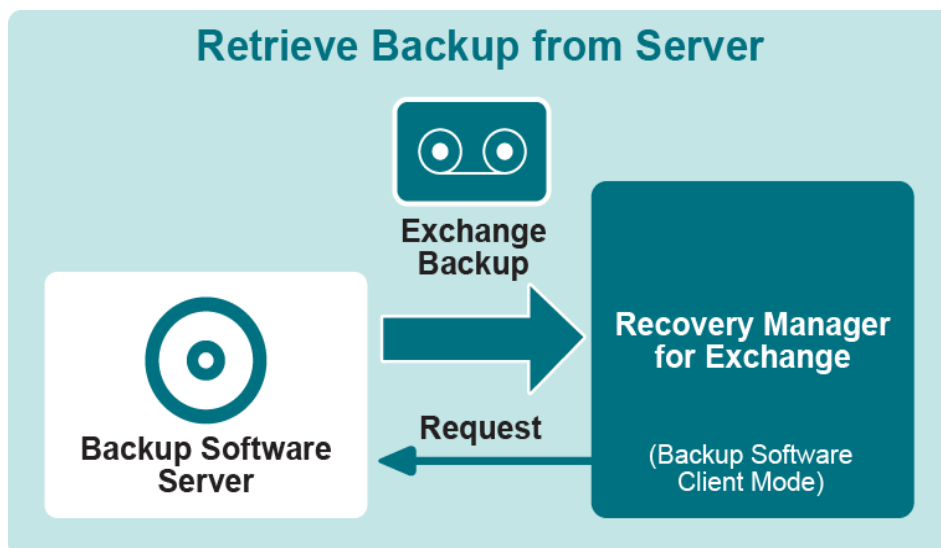 Retrieve Backup from Server
Exchange
Backup
Recovery Manager
for Exchange
Request
Backup Software
Server
(Backup Software
Client Mode)